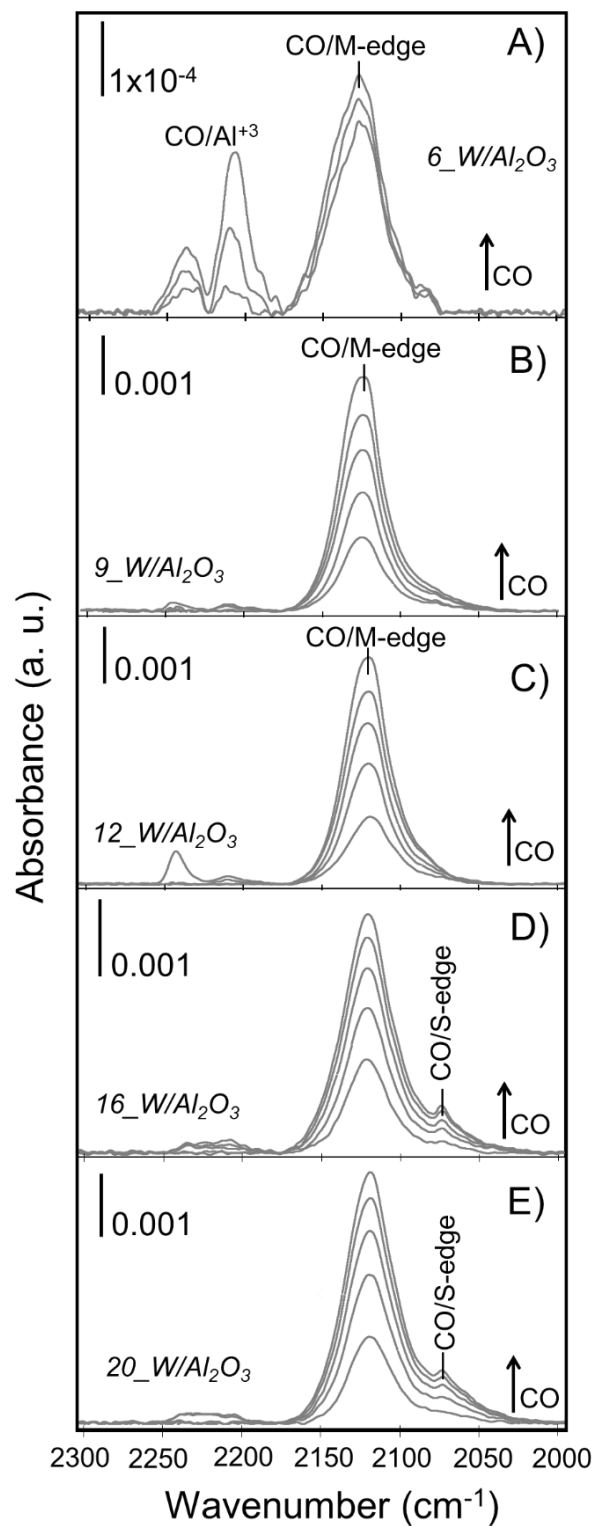 A)
CO/M-edge
1x10⁻⁴
CO/Al⁺³
6_W/Al₂O₃
CO
CO/M-edge
B)
0.001
9_W/Al₂O₃
CO
CO/M-edge
0.001
C)
12_W/Al₂O₃
CO
D)
0.001
CO/S-edge
16_W/Al₂O₃
CO
E)
0.001
CO/S-edge
20_W/Al₂O₃
CO
Absorbance (a. u.)
2300 2250 2200 2150 2100 2050 2000
Wavenumber (cm⁻¹)